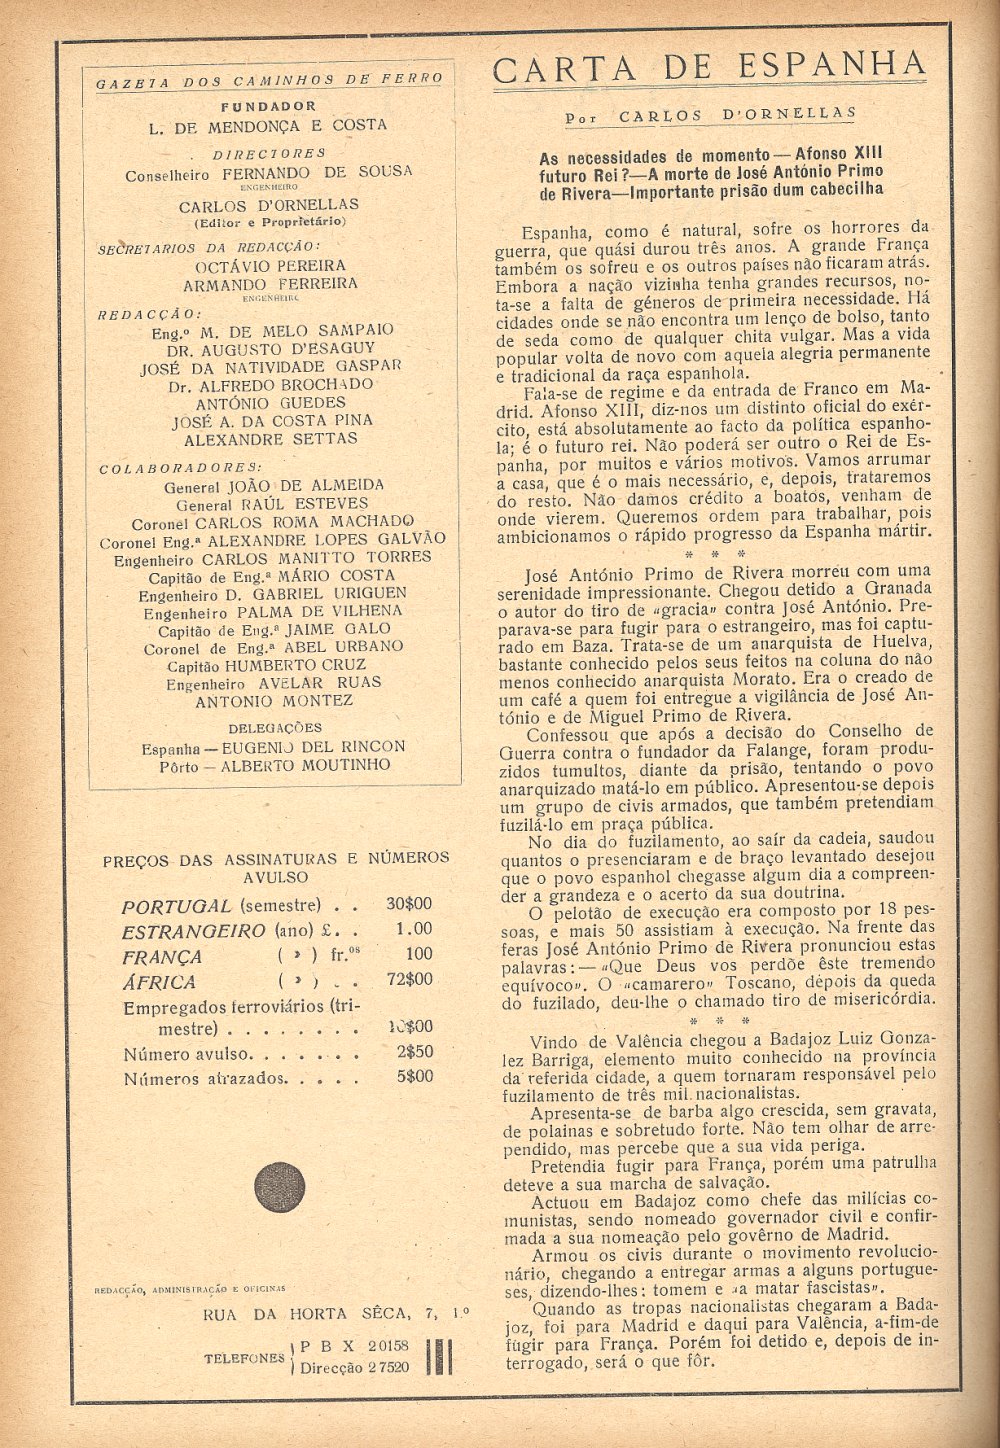 GAZETA DOS CAMINHOS DE FERRO
FUNDADOR
L. DE MENDONÇA E COSTA
DIRECTORES
Conselheiro FERNANDO DE SOUSA
ENGENHEIRO
CARLOS D'ORNELLAS
(Editor e Proprietário)
SECRETARIOS DA REDACÇÃO:
OCTÁVIO PEREIRA
ARMANDO FERREIRA
ENGENHEIRO
REDACÇÃO:
Eng.º M. DE MELO SAMPAIO
DR. AUGUSTO D'ESAGUY
JOSÉ DA NATIVIDADE GASPAR
Dr. ALFREDO BROCHADO
ANTÓNIO GUEDES
JOSÉ A. DA COSTA PINA
ALEXANDRE SETTAS
COLABORADORES:
General JOÃO DE ALMEIDA
General RAÚL ESTEVES
Coronel CARLOS ROMA MACHADO
Coronel Eng.ª ALEXANDRE LOPES GALVÃO
Engenheiro CARLOS MANITTO TORRES
Capitão de Eng.ª MÁRIO COSTA
Engenheiro D. GABRIEL URIGUEN
Engenheiro PALMA DE VILHENA
Capitão de Eng.ª JAIME GALO
Coronel de Eng.ª ABEL URBANO
Capitão HUMBERTO CRUZ
Engenheiro AVELAR RUAS
ANTONIO MONTEZ
DELEGAÇÕES
Espanha — EUGENIO DEL RINCON
Pôrto — ALBERTO MOUTINHO
PREÇOS DAS ASSINATURAS E NÚMEROS
AVULSO
PORTUGAL (semestre) . . 30$00
ESTRANGEIRO (ano) £. . 1.00
FRANÇA ( » ) fr.os 100
ÁFRICA ( » ) . . 72$00
Empregados ferroviários (tri-
mestre) . . . . . . . . 10$00
Número avulso. . . . . . . 2$50
Números atrazados. . . . . 5$00
REDACÇÃO, ADMINISTRAÇÃO E OFICINAS
RUA DA HORTA SÊCA, 7, 1.º
TELEFONES { P B X 20158
Direcção 27520
CARTA DE ESPANHA
Por CARLOS D'ORNELLAS
As necessidades de momento — Afonso XIII
futuro Rei? — A morte de José António Primo
de Rivera — Importante prisão dum cabecilha
Espanha, como é natural, sofre os horrores da
guerra, que quási durou três anos. A grande França
também os sofreu e os outros países não ficaram atrás.
Embora a nação vizinha tenha grandes recursos, no-
ta-se a falta de géneros de primeira necessidade. Há
cidades onde se não encontra um lenço de bolso, tanto
de seda como de qualquer chita vulgar. Mas a vida
popular volta de novo com aquela alegria permanente
e tradicional da raça espanhola.
Fala-se de regime e da entrada de Franco em Ma-
drid. Afonso XIII, diz-nos um distinto oficial do exér-
cito, está absolutamente ao facto da política espanho-
la; é o futuro rei. Não poderá ser outro o Rei de Es-
panha, por muitos e vários motivos. Vamos arrumar
a casa, que é o mais necessário, e, depois, trataremos
do resto. Não damos crédito a boatos, venham de
onde vierem. Queremos ordem para trabalhar, pois
ambicionamos o rápido progresso da Espanha mártir.
* * *
José António Primo de Rivera morreu com uma
serenidade impressionante. Chegou detido a Granada
o autor do tiro de «gracia» contra José António. Pre-
parava-se para fugir para o estrangeiro, mas foi captu-
rado em Baza. Trata-se de um anarquista de Huelva,
bastante conhecido pelos seus feitos na coluna do não
menos conhecido anarquista Morato. Era o creado de
um café a quem foi entregue a vigilância de José An-
tónio e de Miguel Primo de Rivera.
Confessou que após a decisão do Conselho de
Guerra contra o fundador da Falange, foram produ-
zidos tumultos, diante da prisão, tentando o povo
anarquizado matá-lo em público. Apresentou-se depois
um grupo de civis armados, que também pretendiam
fuzilá-lo em praça pública.
No dia do fuzilamento, ao saír da cadeia, saudou
quantos o presenciaram e de braço levantado desejou
que o povo espanhol chegasse algum dia a compreen-
der a grandeza e o acerto da sua doutrina.
O pelotão de execução era composto por 18 pes-
soas, e mais 50 assistiam à execução. Na frente das
feras José António Primo de Rivera pronunciou estas
palavras: — «Que Deus vos perdõe êste tremendo
equívoco». O «camarero» Toscano, depois da queda
do fuzilado, deu-lhe o chamado tiro de misericórdia.
* * *
Vindo de Valência chegou a Badajoz Luiz Gonza-
lez Barriga, elemento muito conhecido na província
da referida cidade, a quem tornaram responsável pelo
fuzilamento de três mil nacionalistas.
Apresenta-se de barba algo crescida, sem gravata,
de polainas e sobretudo forte. Não tem olhar de arre-
pendido, mas percebe que a sua vida periga.
Pretendia fugir para França, porém uma patrulha
deteve a sua marcha de salvação.
Actuou em Badajoz como chefe das milícias co-
munistas, sendo nomeado governador civil e confir-
mada a sua nomeação pelo govêrno de Madrid.
Armou os civis durante o movimento revolucio-
nário, chegando a entregar armas a alguns portugue-
ses, dizendo-lhes: tomem e «a matar fascistas».
Quando as tropas nacionalistas chegaram a Bada-
joz, foi para Madrid e daqui para Valência, a-fim-de
fugir para França. Porém foi detido e, depois de in-
terrogado, será o que fôr.